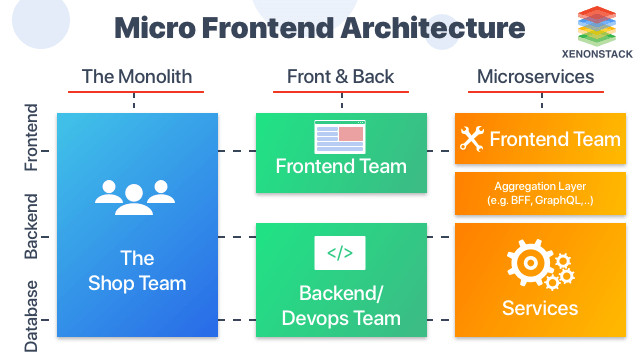 Micro Frontend Architecture
XENONSTACK
The Monolith
Front & Back
Microservices
Frontend
Backend
Database
The
Shop Team
Frontend Team
</>
Backend/
Devops Team
Frontend Team
Aggregation Layer
(e.g. BFF, GraphQL,..)
Services